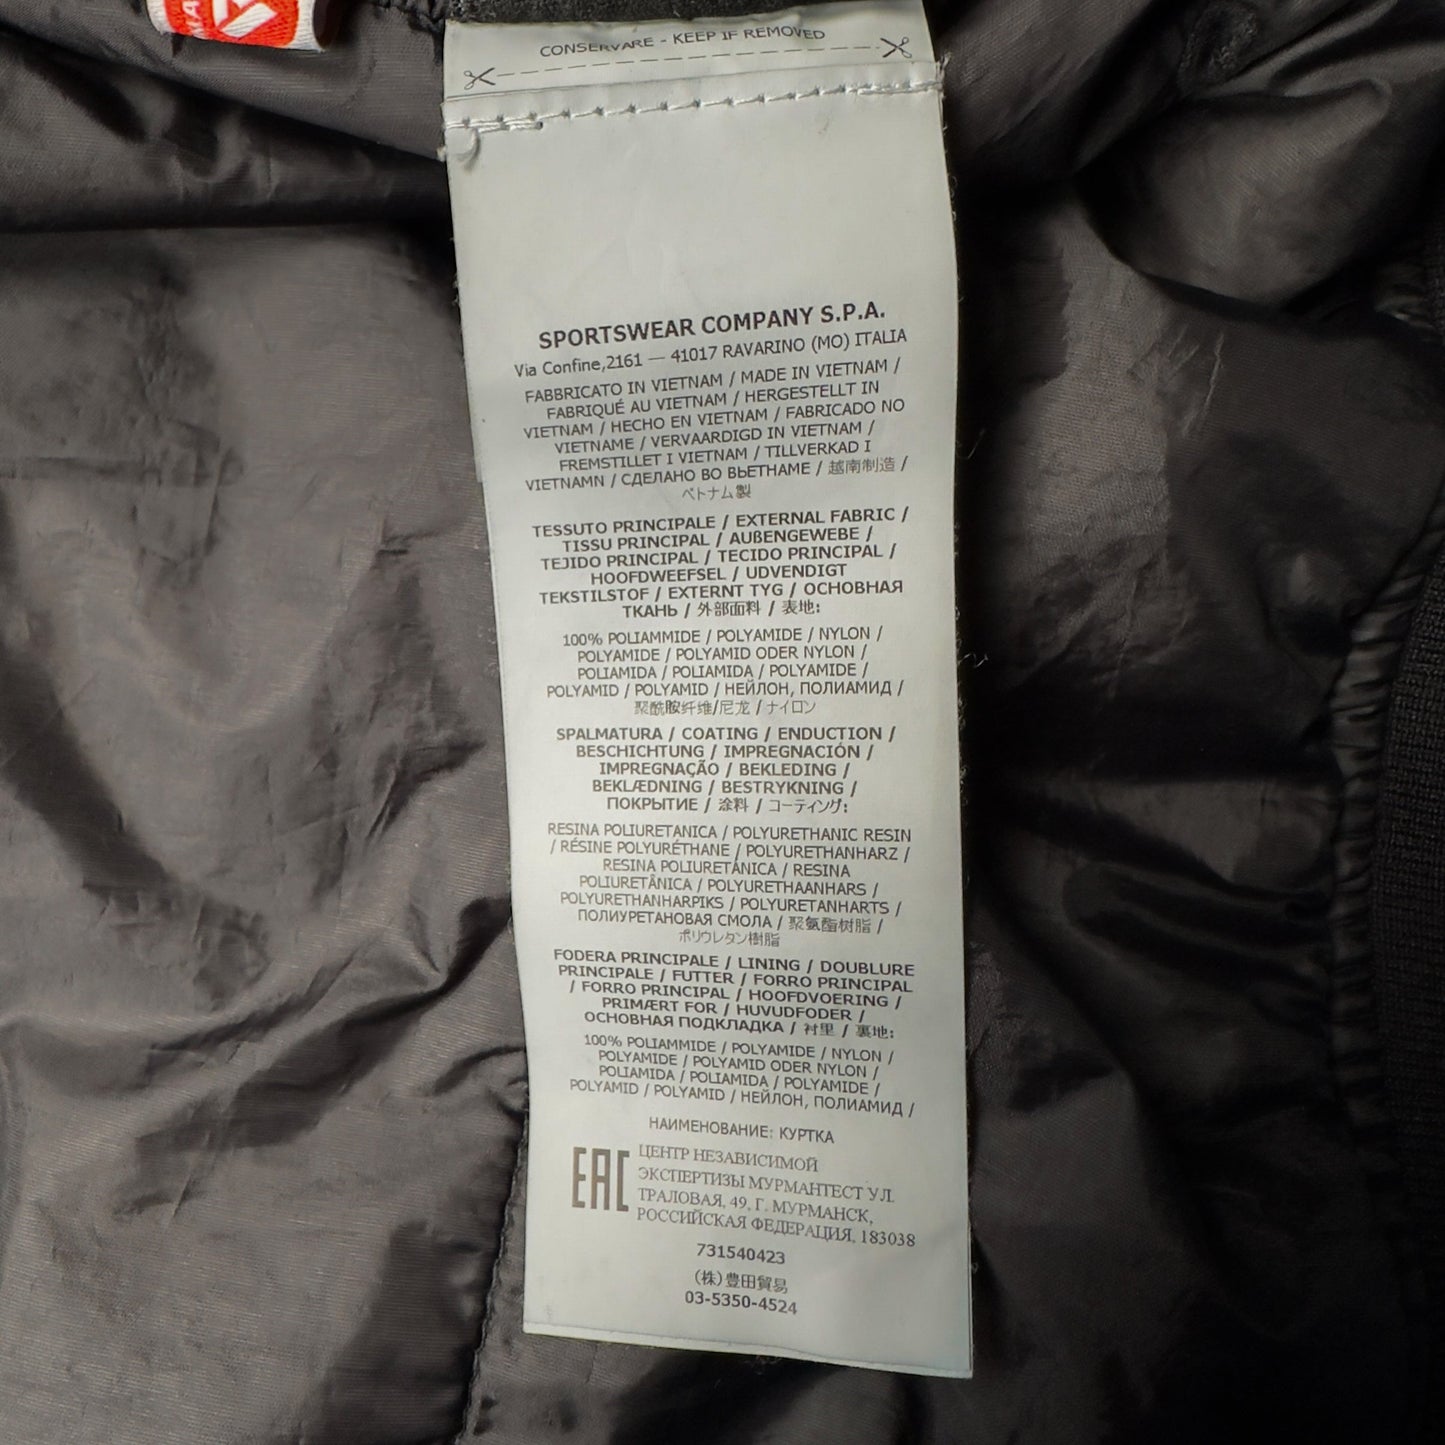 CONSERVARE - KEEP IF REMOVED
SPORTSWEAR COMPANY S.P.A.
Via Confine,2161 — 41017 RAVARINO (MO) ITALIA
FABBRICATO IN VIETNAM / MADE IN VIETNAM /
FABRIQUÉ AU VIETNAM / HERGESTELLT IN
VIETNAM / HECHO EN VIETNAM / FABRICADO NO
VIETNAME / VERVAARDIGD IN VIETNAM /
FREMSTILLET I VIETNAM / TILLVERKAD I
VIETNAMN / СДЕЛАНО ВО ВЬЕТНАМЕ / 越南制造 /
ベトナム製
TESSUTO PRINCIPALE / EXTERNAL FABRIC /
TISSU PRINCIPAL / AUßENGEWEBE /
TEJIDO PRINCIPAL / TECIDO PRINCIPAL /
HOOFDWEEFSEL / UDVENDIGT
TEKSTILSTOF / EXTERNT TYG / ОСНОВНАЯ
ТКАНЬ / 外部面料 / 表地:
100% POLIAMMIDE / POLYAMIDE / NYLON /
POLYAMIDE / POLYAMID ODER NYLON /
POLIAMIDA / POLIAMIDA / POLYAMIDE /
POLYAMID / POLYAMID / НЕЙЛОН, ПОЛИАМИД /
聚酰胺纤维/尼龙 / ナイロン
SPALMATURA / COATING / ENDUCTION /
BESCHICHTUNG / IMPREGNACIÓN /
IMPREGNAÇÃO / BEKLEDING /
BEKLÆDNING / BESTRYKNING /
ПОКРЫТИЕ / 涂料 / コーティング:
RESINA POLIURETANICA / POLYURETHANIC RESIN
/ RÉSINE POLYURÉTHANE / POLYURETHANHARZ /
RESINA POLIURETÁNICA / RESINA
POLIURETÂNICA / POLYURETHAANHARS /
POLYURETHANHARPIKS / POLYURETANHARTS /
ПОЛИУРЕТАНОВАЯ СМОЛА / 聚氨酯树脂 /
ポリウレタン樹脂
FODERA PRINCIPALE / LINING / DOUBLURE
PRINCIPALE / FUTTER / FORRO PRINCIPAL
/ FORRO PRINCIPAL / HOOFDVOERING /
PRIMÆRT FOR / HUVUDFODER /
ОСНОВНАЯ ПОДКЛАДКА / 衬里 / 裏地:
100% POLIAMMIDE / POLYAMIDE / NYLON /
POLYAMIDE / POLYAMID ODER NYLON /
POLIAMIDA / POLIAMIDA / POLYAMIDE /
POLYAMID / POLYAMID / НЕЙЛОН, ПОЛИАМИД /
НАИМЕНОВАНИЕ: КУРТКА
EAC
ЦЕНТР НЕЗАВИСИМОЙ
ЭКСПЕРТИЗЫ МУРМАНТЕСТ УЛ.
ТРАЛОВАЯ, 49, Г. МУРМАНСК,
РОССИЙСКАЯ ФЕДЕРАЦИЯ, 183038
731540423
(株)豊田貿易
03-5350-4524